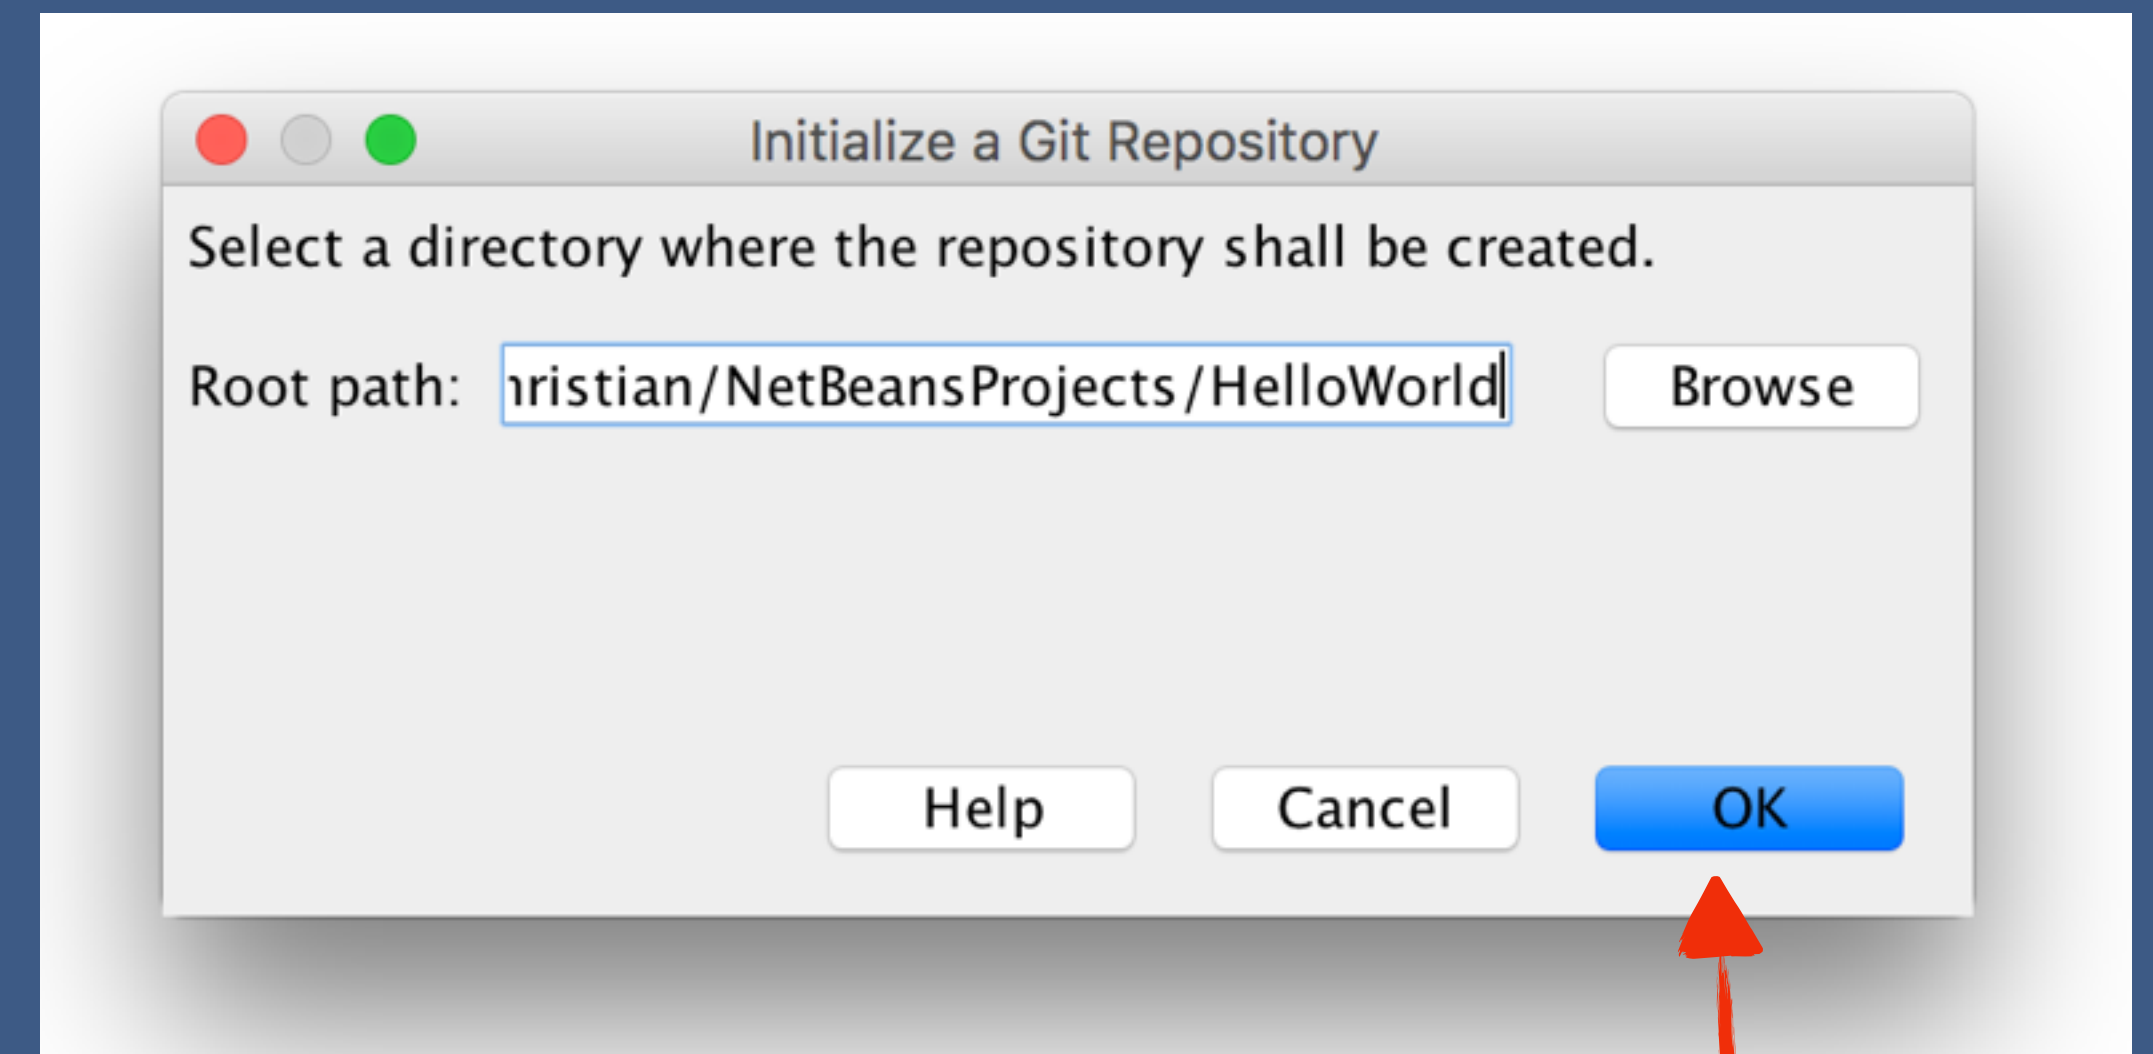 Initialize a Git Repository
Select a directory where the repository shall be created.
Root path: ristian/NetBeansProjects/HelloWorld Browse
Help Cancel OK